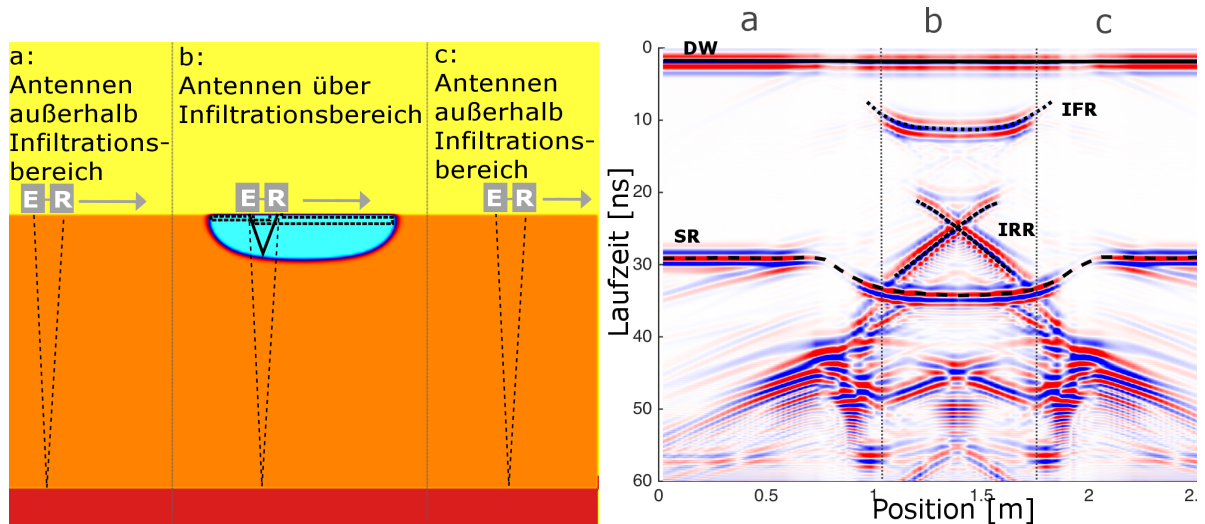 a:
Antennen
außerhalb
Infiltrations-
bereich
b:
Antennen über
Infiltrationsbereich
c:
Antennen
außerhalb
Infiltrations-
bereich
E R
E R
E R
a b c
DW
IFR
IRR
SR
Laufzeit [ns]
0
10
20
30
40
50
60
0 0.5 1 1.5 2 2.
Position [m]